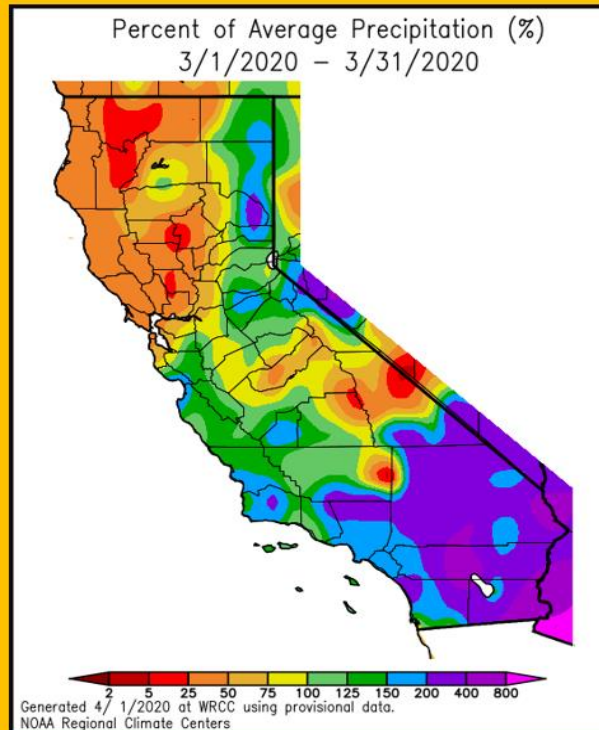 Percent of Average Precipitation (%)
3/1/2020 – 3/31/2020
2 5 25 50 75 100 125 150 200 400 800
Generated 4/ 1/2020 at WRCC using provisional data.
NOAA Regional Climate Centers